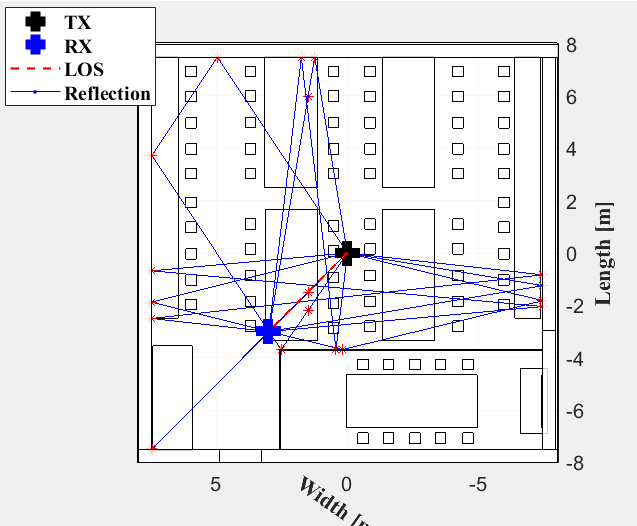 TX
RX
LOS
Reflection
8
6
4
2
0
-2
-4
-6
-8
Length [m]
5
0
-5
Width [